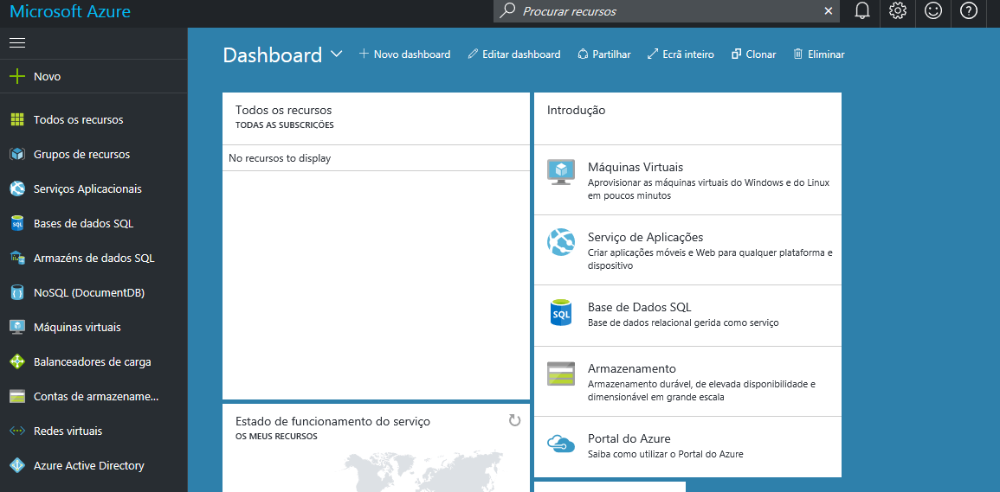 Microsoft Azure
Procurar recursos
Novo
Todos os recursos
Grupos de recursos
Serviços Aplicacionais
Bases de dados SQL
Armazéns de dados SQL
NoSQL (DocumentDB)
Máquinas virtuais
Balanceadores de carga
Contas de armazename...
Redes virtuais
Azure Active Directory
Dashboard
Novo dashboard
Editar dashboard
Partilhar
Ecrã inteiro
Clonar
Eliminar
Todos os recursos
TODAS AS SUBSCRIÇÕES
No recursos to display
Estado de funcionamento do serviço
OS MEUS RECURSOS
Introdução
Máquinas Virtuais
Aprovisionar as máquinas virtuais do Windows e do Linux
em poucos minutos
Serviço de Aplicações
Criar aplicações móveis e Web para qualquer plataforma e
dispositivo
SQL
Base de Dados SQL
Base de dados relacional gerida como serviço
Armazenamento
Armazenamento durável, de elevada disponibilidade e
dimensionável em grande escala
Portal do Azure
Saiba como utilizar o Portal do Azure